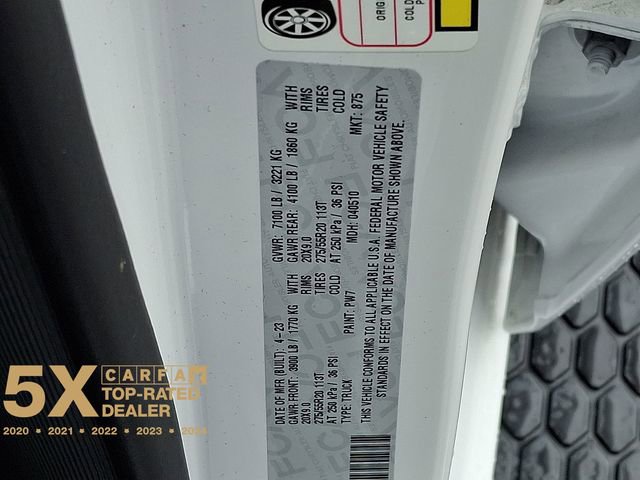 ORIG
COLD
DATE OF MFR (BUILT): 4-23 GVWR: 7100 LB / 3221 KG
GAWR FRONT: 3900 LB / 1770 KG WITH GAWR REAR: 4100 LB / 1860 KG WITH
20X9.0 RIMS 20X9.0 RIMS
275/55R20 113T TIRES 275/55R20 113T TIRES
AT 250 kPa / 36 PSI COLD AT 250 kPa / 36 PSI COLD
TYPE: TRUCK PAINT: PW7 MDH: 040510 MKT: 875
THIS VEHICLE CONFORMS TO ALL APPLICABLE U.S.A. FEDERAL MOTOR VEHICLE SAFETY
STANDARDS IN EFFECT ON THE DATE OF MANUFACTURE SHOWN ABOVE.
5X CARFAX
TOP-RATED
DEALER
2020 • 2021 • 2022 • 2023 •